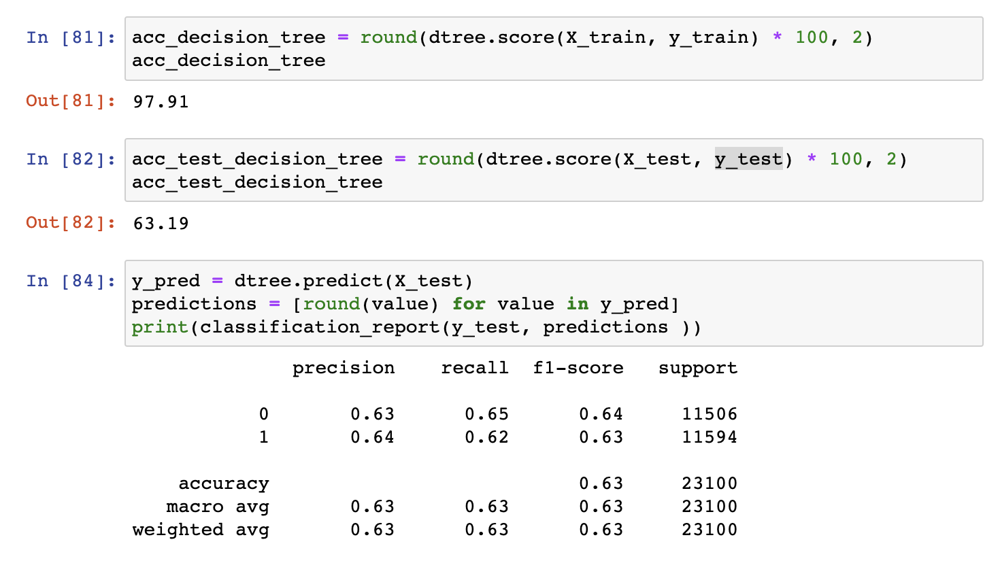 In [81]: acc_decision_tree = round(dtree.score(X_train, y_train) * 100, 2)
acc_decision_tree
Out[81]: 97.91
In [82]: acc_test_decision_tree = round(dtree.score(X_test, y_test) * 100, 2)
acc_test_decision_tree
Out[82]: 63.19
In [84]: y_pred = dtree.predict(X_test)
predictions = [round(value) for value in y_pred]
print(classification_report(y_test, predictions ))
precision recall f1-score support
0 0.63 0.65 0.64 11506
1 0.64 0.62 0.63 11594
accuracy 0.63 23100
macro avg 0.63 0.63 0.63 23100
weighted avg 0.63 0.63 0.63 23100